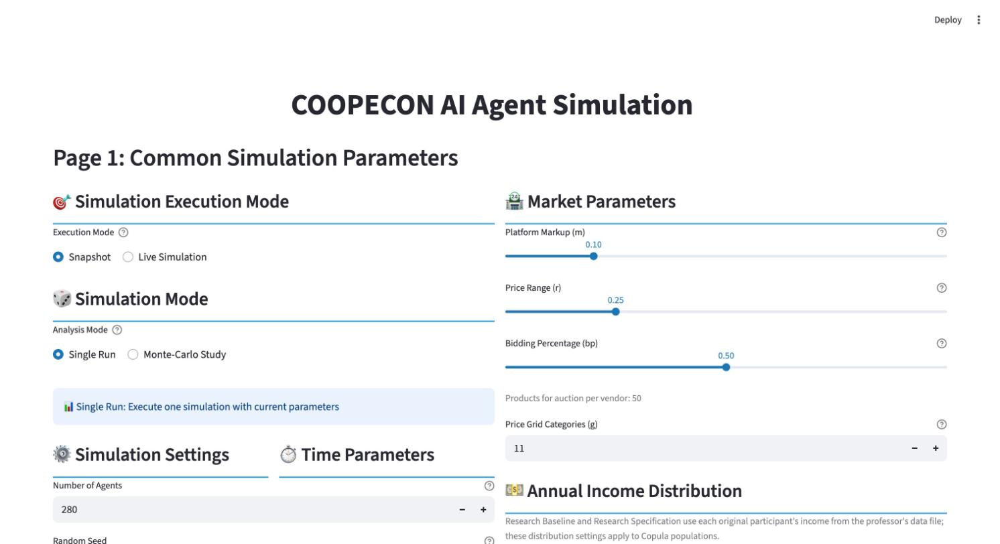 Deploy
COOPECON AI Agent Simulation
Page 1: Common Simulation Parameters
Simulation Execution Mode
Execution Mode
Snapshot
Live Simulation
Simulation Mode
Analysis Mode
Single Run
Monte-Carlo Study
Single Run: Execute one simulation with current parameters
Simulation Settings
Time Parameters
Number of Agents
280
Random Seed
24
Market Parameters
Platform Markup (m)
0.10
Price Range (r)
0.25
Bidding Percentage (bp)
0.50
Products for auction per vendor: 50
Price Grid Categories (g)
11
Annual Income Distribution
Research Baseline and Research Specification use each original participant's income from the professor's data file;
these distribution settings apply to Copula populations.